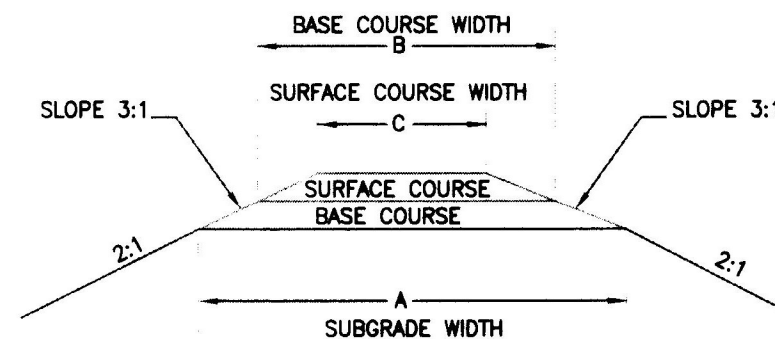 BASE COURSE WIDTH
B
SURFACE COURSE WIDTH
SLOPE 3:1
C
SLOPE 3:1
SURFACE COURSE
BASE COURSE
2:1
2:1
A
SUBGRADE WIDTH